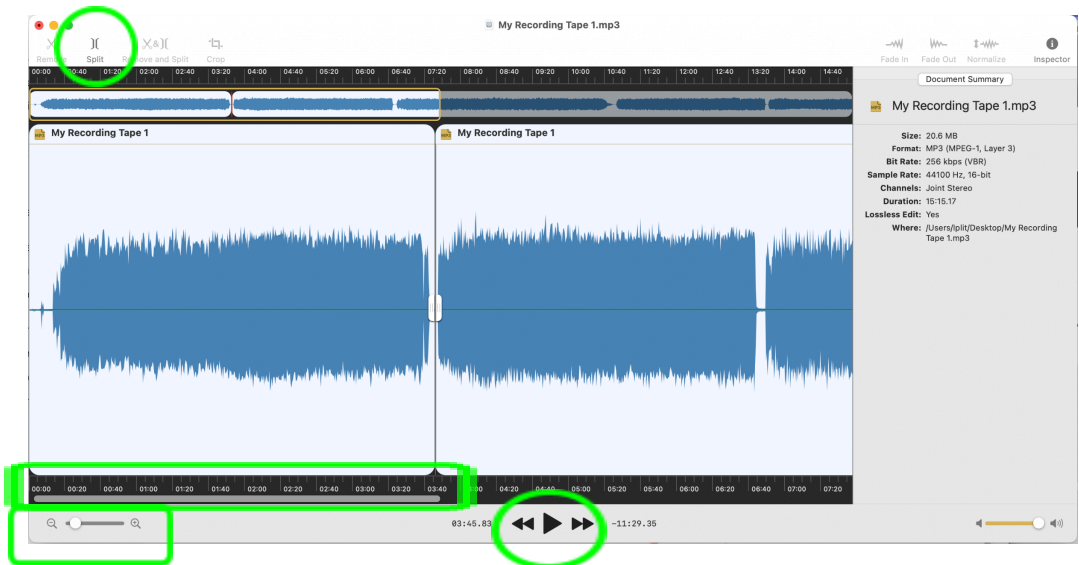 My Recording Tape 1.mp3
Remove Split Remove and Split Crop Fade In Fade Out Normalize Inspector
00:00 00:40 01:20 02:00 02:40 03:20 04:00 04:40 05:20 06:00 06:40 07:20 08:00 08:40 09:20 10:00 10:40 11:20 12:00 12:40 13:20 14:00 14:40
Document Summary
My Recording Tape 1.mp3
My Recording Tape 1 My Recording Tape 1
Size: 20.6 MB
Format: MP3 (MPEG-1, Layer 3)
Bit Rate: 256 kbps (VBR)
Sample Rate: 44100 Hz, 16-bit
Channels: Joint Stereo
Duration: 15:15.17
Lossless Edit: Yes
Where: /Users/lplit/Desktop/My Recording
Tape 1.mp3
00:00 00:20 00:40 01:00 01:20 01:40 02:00 02:20 02:40 03:00 03:20 03:40 04:20 04:40 05:00 05:20 05:40 06:00 06:20 06:40 07:00 07:20
03:45.83 -11:29.35